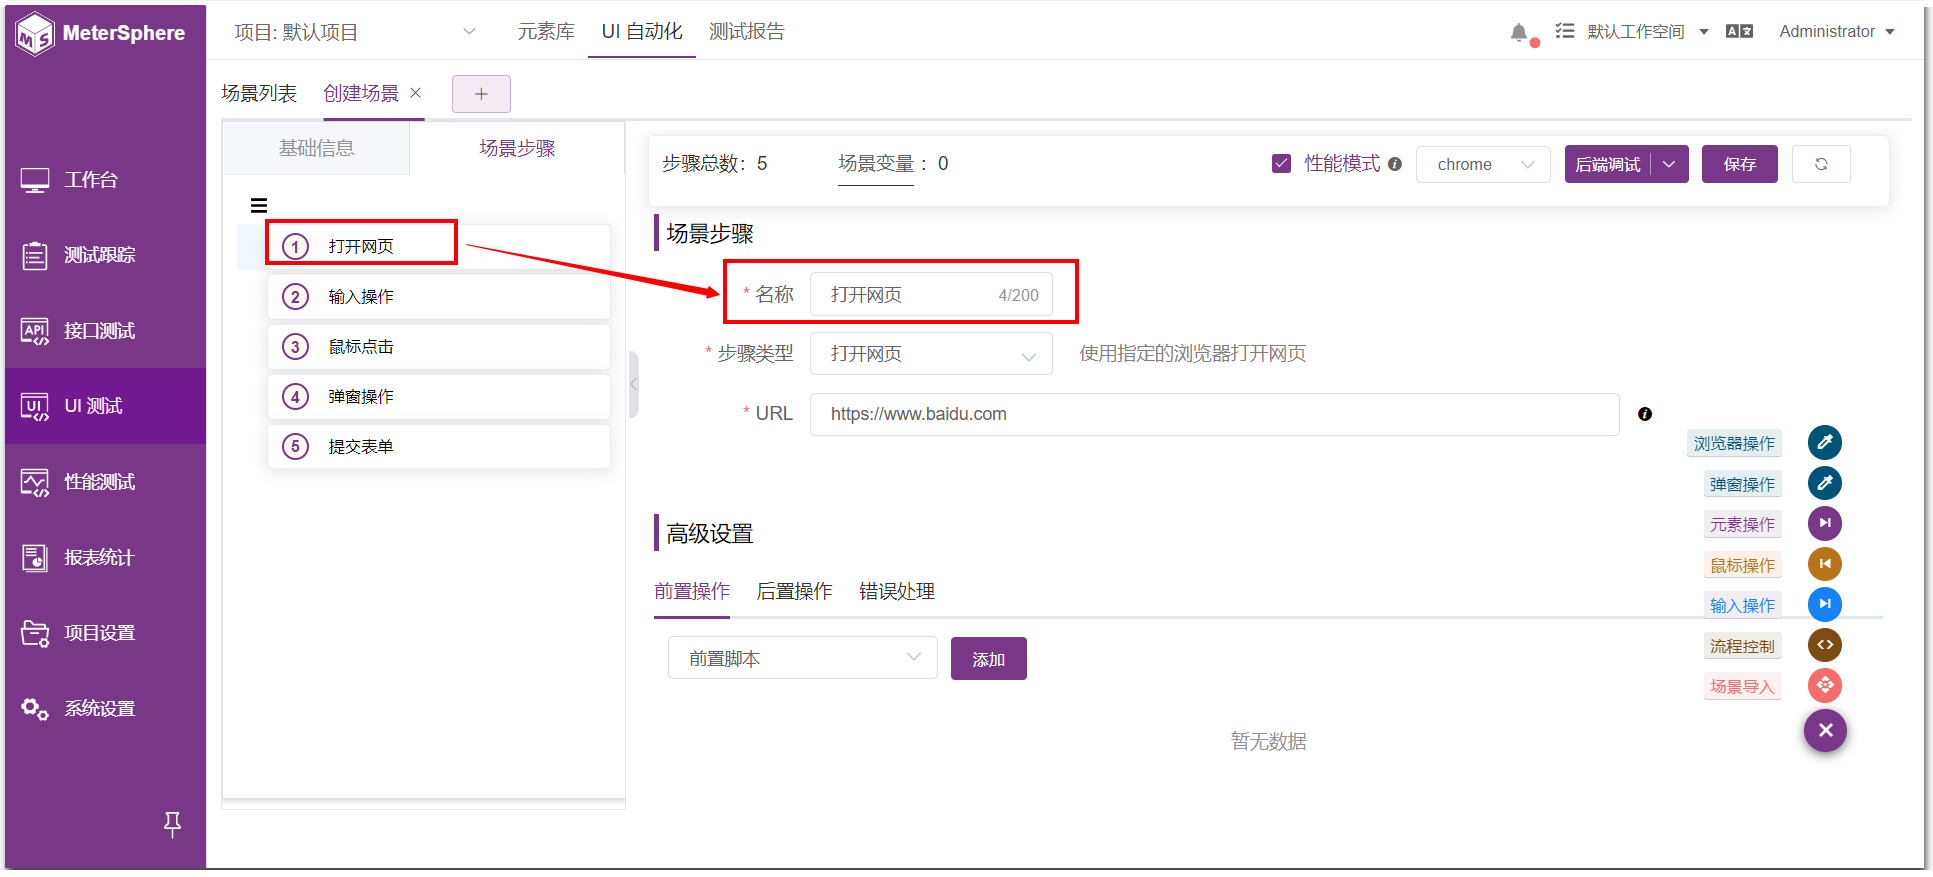 MeterSphere
项目: 默认项目
元素库
UI 自动化
测试报告
默认工作空间
Administrator
场景列表
创建场景
基础信息
场景步骤
步骤总数：5
场景变量：0
性能模式
chrome
后端调试
保存
工作台
测试跟踪
接口测试
UI 测试
性能测试
报表统计
项目设置
系统设置
1 打开网页
2 输入操作
3 鼠标点击
4 弹窗操作
5 提交表单
场景步骤
* 名称 打开网页 4/200
* 步骤类型 打开网页 使用指定的浏览器打开网页
* URL https://www.baidu.com
浏览器操作
弹窗操作
元素操作
鼠标操作
输入操作
流程控制
场景导入
高级设置
前置操作 后置操作 错误处理
前置脚本 添加
暂无数据